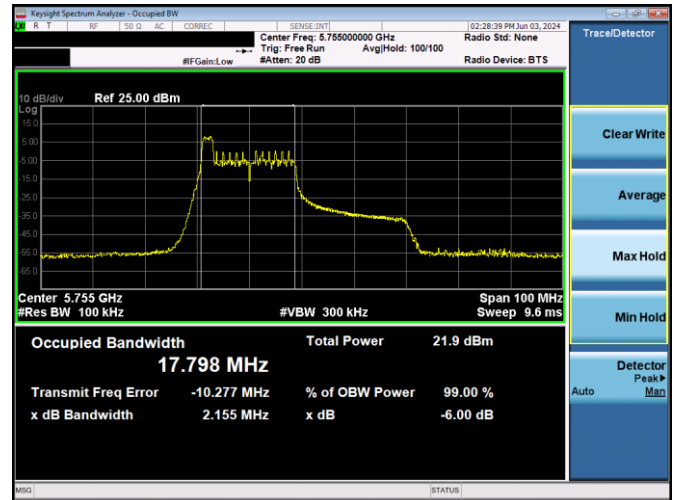 Keysight Spectrum Analyzer - Occupied BW
R T RF 50 Ω AC CORREC SENSE:INT 02:28:39 PM Jun 03, 2024
Center Freq: 5.755000000 GHz Radio Std: None
Trig: Free Run Avg|Hold: 100/100
#IFGain:Low #Atten: 20 dB Radio Device: BTS
10 dB/div Ref 25.00 dBm
Log
15.0
5.00
-5.00
-15.0
-25.0
-35.0
-45.0
-55.0
-65.0
Center 5.755 GHz Span 100 MHz
#Res BW 100 kHz #VBW 300 kHz Sweep 9.6 ms
Occupied Bandwidth Total Power 21.9 dBm
17.798 MHz
Transmit Freq Error -10.277 MHz % of OBW Power 99.00 %
x dB Bandwidth 2.155 MHz x dB -6.00 dB
MSG STATUS
Trace/Detector
Clear Write
Average
Max Hold
Min Hold
Detector
Peak▶
Auto Man